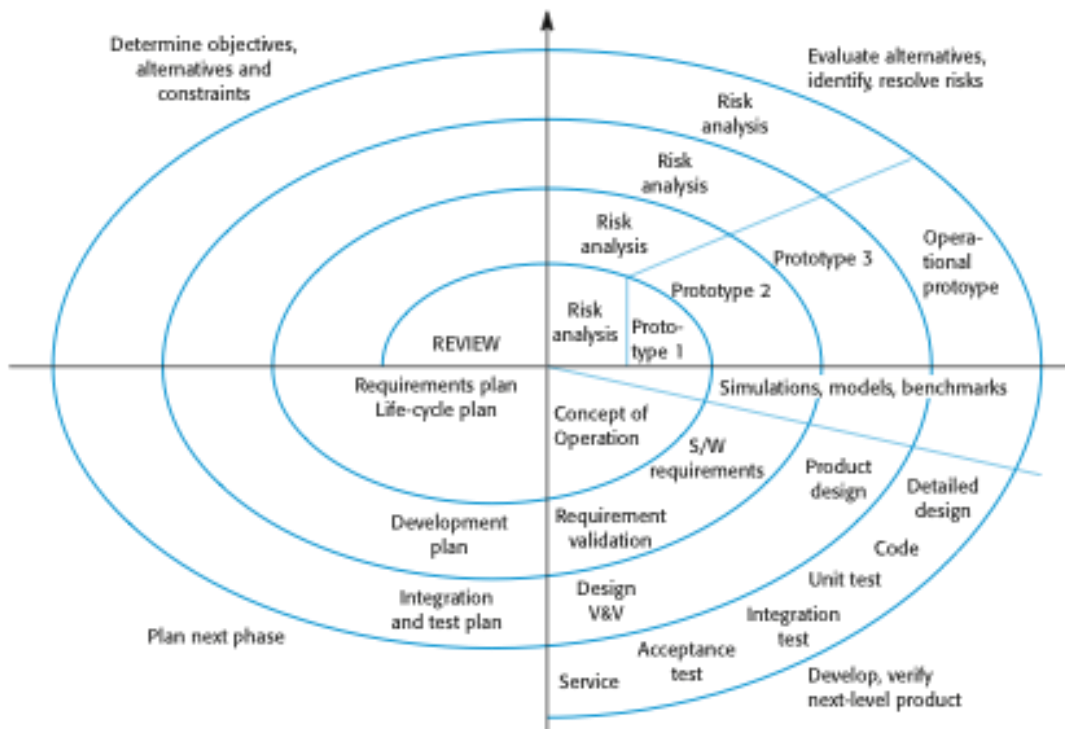 Determine objectives,
alternatives and
constraints
Evaluate alternatives,
identify, resolve risks
Risk
analysis
Risk
analysis
Risk
analysis
Risk
analysis
Proto-
type 1
Prototype 2
Prototype 3
Opera-
tional
protoype
REVIEW
Requirements plan
Life-cycle plan
Development
plan
Integration
and test plan
Plan next phase
Simulations, models, benchmarks
Concept of
Operation
S/W
requirements
Requirement
validation
Product
design
Detailed
design
Design
V&V
Code
Unit test
Integration
test
Acceptance
test
Service
Develop, verify
next-level product